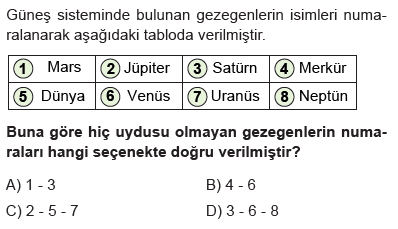 Güneş sisteminde bulunan gezegenlerin isimleri numa-
ralanarak aşağıdaki tabloda verilmiştir.
1 Mars 2 Jüpiter 3 Satürn 4 Merkür
5 Dünya 6 Venüs 7 Uranüs 8 Neptün
Buna göre hiç uydusu olmayan gezegenlerin numa-
raları hangi seçenekte doğru verilmiştir?
A) 1 - 3 B) 4 - 6
C) 2 - 5 - 7 D) 3 - 6 - 8